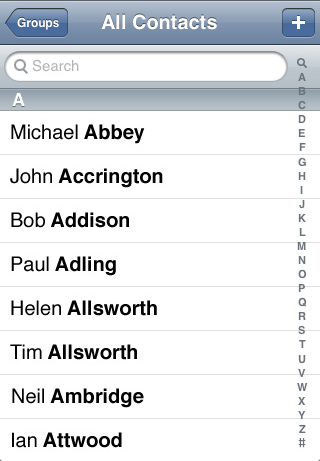 Groups
All Contacts
+
Search
A
Michael Abbey
John Accrington
Bob Addison
Paul Adling
Helen Allsworth
Tim Allsworth
Neil Ambridge
Ian Attwood
A
B
C
D
E
F
G
H
I
J
K
L
M
N
O
P
Q
R
S
T
U
V
W
X
Y
Z
#